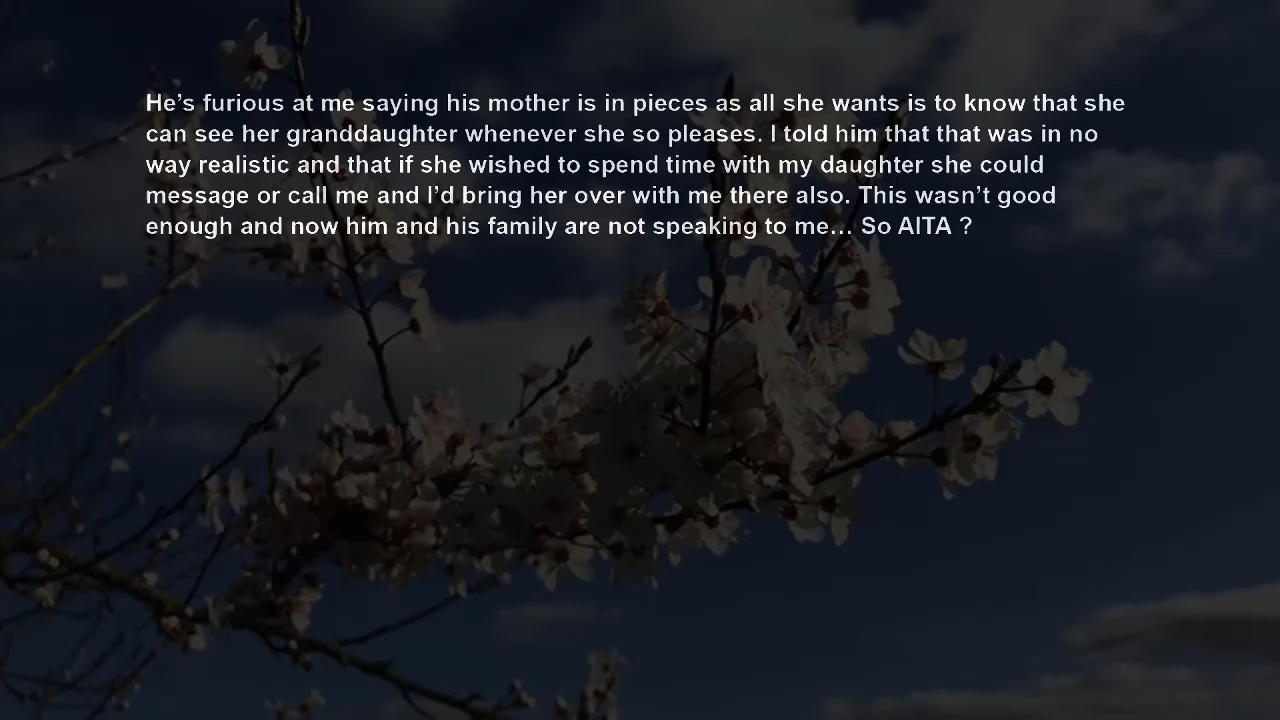 He’s furious at me saying his mother is in pieces as all she wants is to know that she
can see her granddaughter whenever she so pleases. I told him that that was in no
way realistic and that if she wished to spend time with my daughter she could
message or call me and I’d bring her over with me there also. This wasn’t good
enough and now him and his family are not speaking to me… So AITA ?